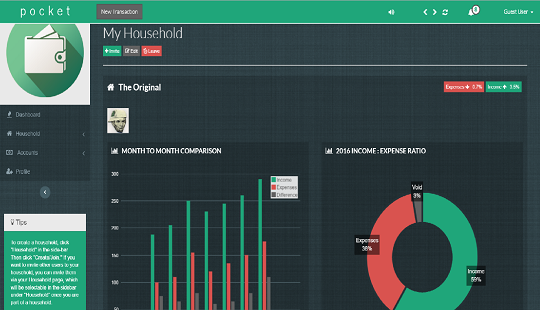 pocket
New Transaction
0
Guest User
My Household
+Invite
Edit
Leave
The Original
Expenses
Income
Dashboard
Household
Accounts
Profile
MONTH TO MONTH COMPARISON
Income
Expenses
Difference
300
250
200
150
100
50
2016 INCOME : EXPENSE RATIO
Void
3%
Expenses
38%
Income
59%
Tips
To create a household, click
"Household" in the side-bar.
Then click "Create/Join," If you
want to invite other users to your
household, you can invite them
via your Household page, which
will be selectable in the sidebar
under "Household" once you are
part of a household.